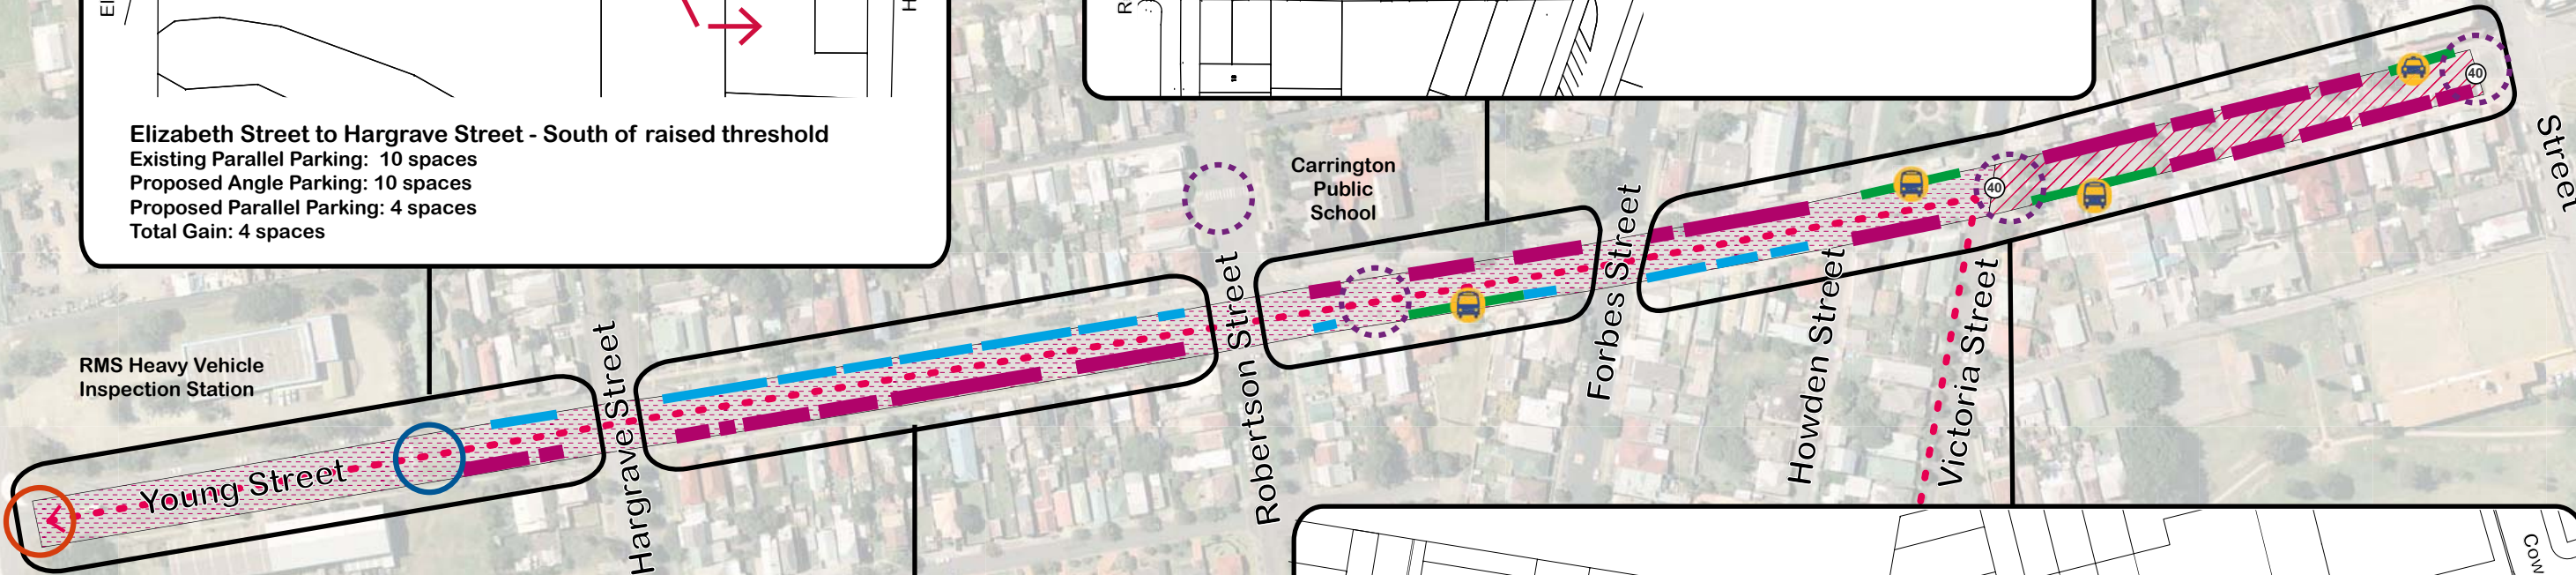 Elizabeth Street to Hargrave Street - South of raised threshold
Existing Parallel Parking: 10 spaces
Proposed Angle Parking: 10 spaces
Proposed Parallel Parking: 4 spaces
Total Gain: 4 spaces
Carrington
Public
School
RMS Heavy Vehicle
Inspection Station
Young Street
Hargrave Street
Robertson Street
Forbes Street
Howden Street
Victoria Street
Street
40
40